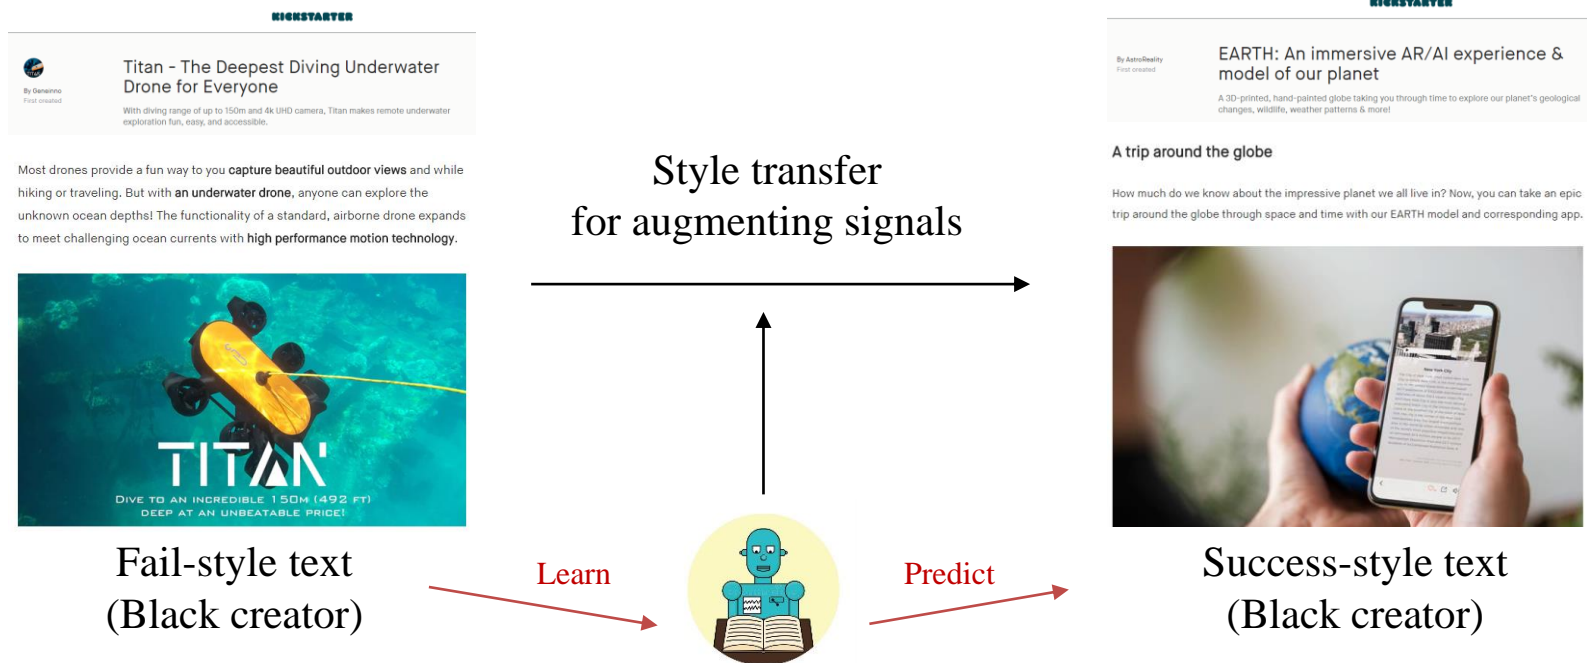 KICKSTARTER
By Geneinno
First created
Titan - The Deepest Diving Underwater
Drone for Everyone
With diving range of up to 150m and 4k UHD camera, Titan makes remote underwater
exploration fun, easy, and accessible.
Most drones provide a fun way to you capture beautiful outdoor views and while
hiking or traveling. But with an underwater drone, anyone can explore the
unknown ocean depths! The functionality of a standard, airborne drone expands
to meet challenging ocean currents with high performance motion technology.
TITAN
DIVE TO AN INCREDIBLE 150M (492 FT)
DEEP AT AN UNBEATABLE PRICE!
Fail-style text
(Black creator)
Style transfer
for augmenting signals
Learn
Predict
KICKSTARTER
By AstroReality
First created
EARTH: An immersive AR/AI experience &
model of our planet
A 3D-printed, hand-painted globe taking you through time to explore our planet's geological
changes, wildlife, weather patterns & more!
A trip around the globe
How much do we know about the impressive planet we all live in? Now, you can take an epic
trip around the globe through space and time with our EARTH model and corresponding app.
New York City
Success-style text
(Black creator)